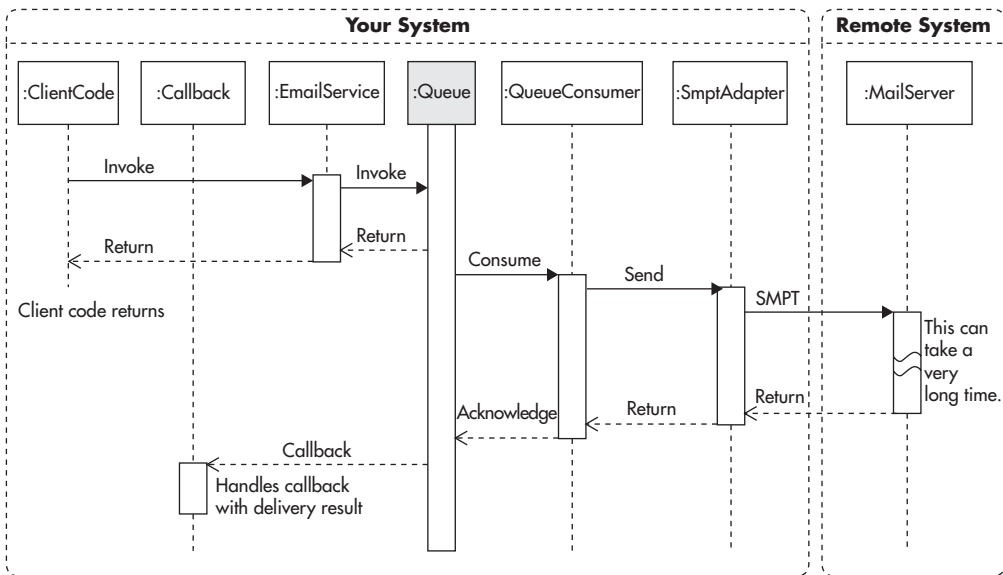 Your System
Remote System
:ClientCode
:Callback
:EmailService
:Queue
:QueueConsumer
:SmptAdapter
:MailServer
Invoke
Invoke
Return
Return
Consume
Send
SMPT
Client code returns
This can
take a
very
long time.
Return
Return
Acknowledge
Callback
Handles callback
with delivery result